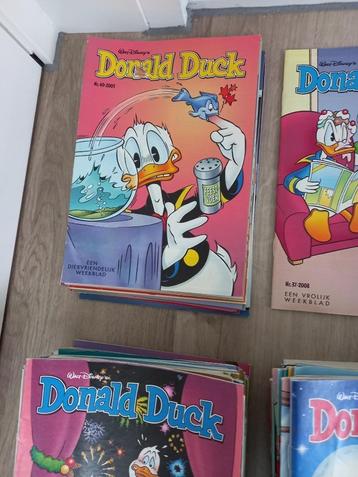 Walt Disney's
Donald Duck
Nr. 40-2001
EEN
DIERVRIENDELIJK
WEEKBLAD
Walt Disney's
Dona
Nr. 37-2008
EEN VROLIJK
WEEKBLAD
Walt Disney's
Donald Duck
Walt Disney's
Do